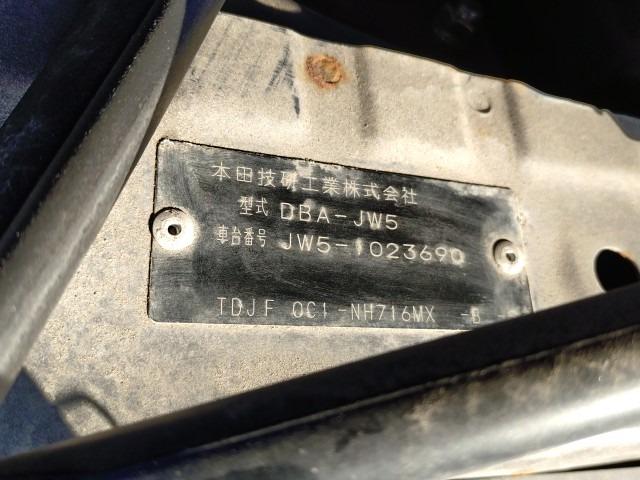 本田技研工業株式会社
型式 DBA-JW5
車台番号 JW5-1023690
TDJF 0C1-NH716MX -B -